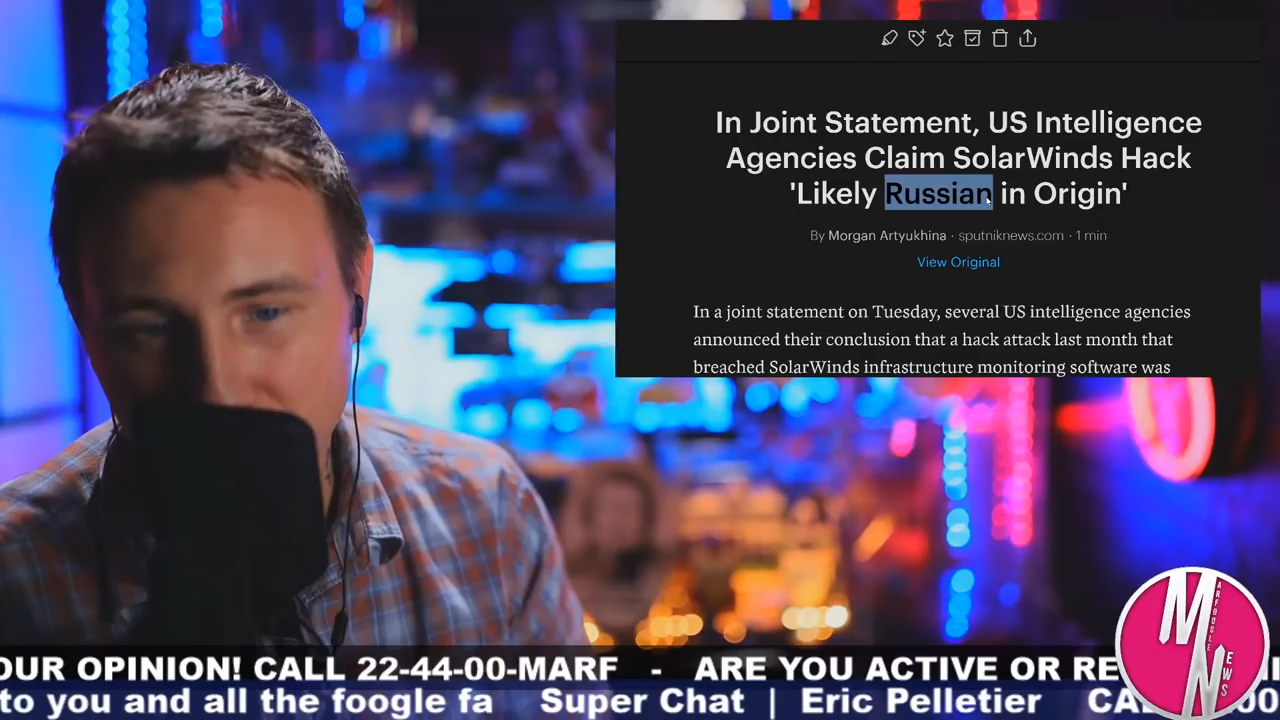 In Joint Statement, US Intelligence
Agencies Claim SolarWinds Hack
'Likely Russian in Origin'
By Morgan Artyukhina · sputniknews.com · 1 min
View Original
In a joint statement on Tuesday, several US intelligence agencies
announced their conclusion that a hack attack last month that
breached SolarWinds infrastructure monitoring software was
OUR OPINION! CALL 22-44-00-MARF - ARE YOU ACTIVE OR RE
to you and all the foogle fa Super Chat | Eric Pelletier CA
MN
MARFOOGLE
NEWS